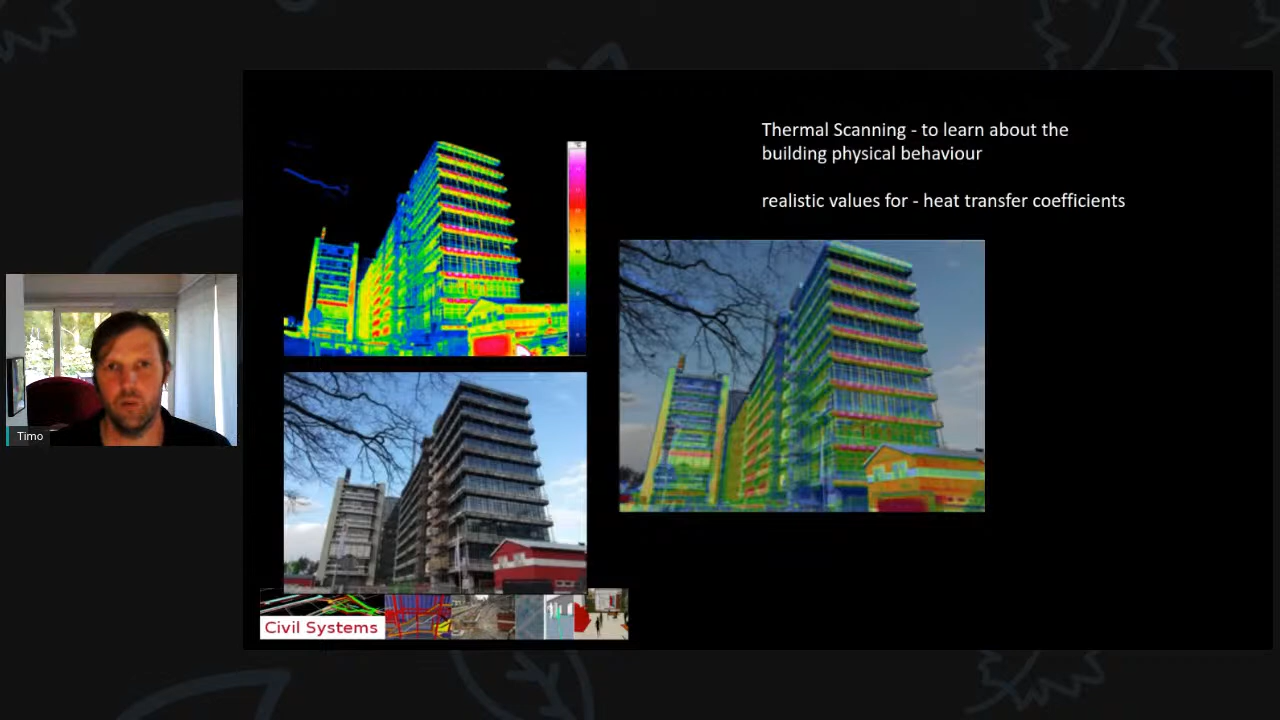 Thermal Scanning - to learn about the
building physical behaviour
realistic values for - heat transfer coefficients
Timo
Civil Systems